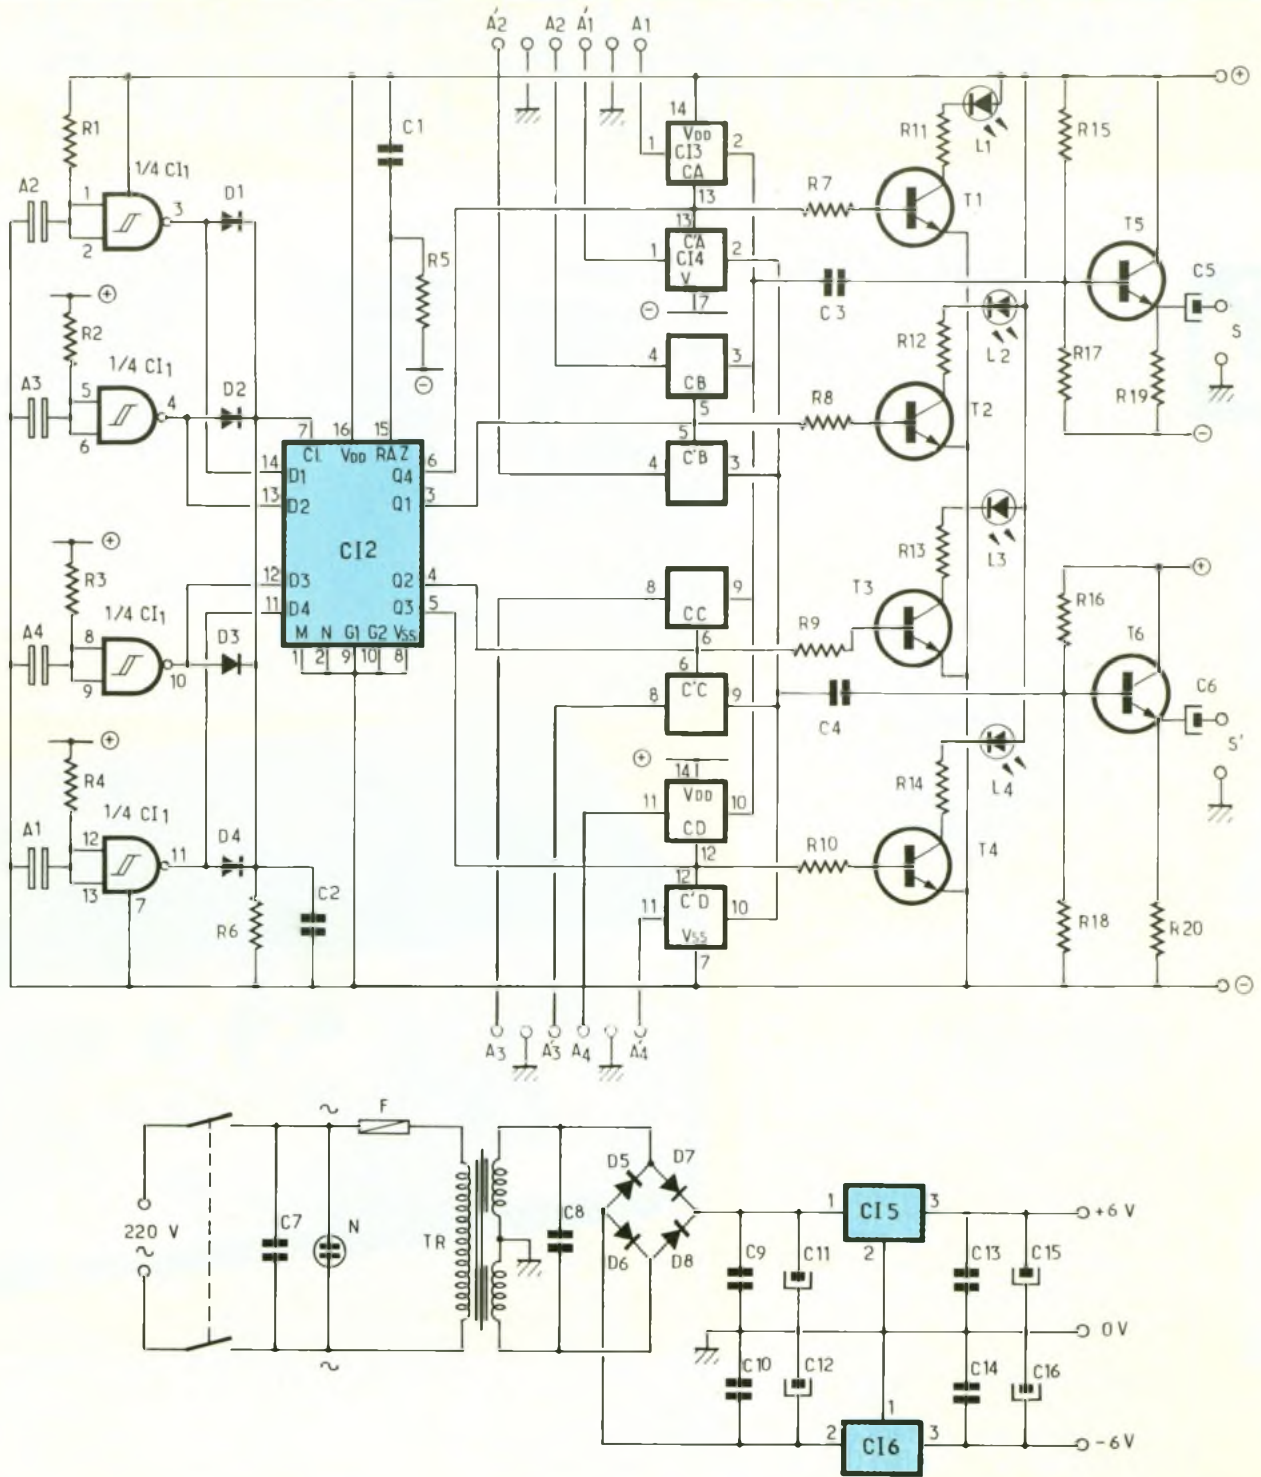 A'2 A2 A'1 A1
+
R1
C1
14
VDD
1 CI3 2
CA
13
R11
L1
R15
1/4 CI1
A2
1
3
2
D1
R7
T1
13
C'A
1 CI4 2
V
7
−
R5
−
T5
C5
S
C3
+
R2
1/4 CI1
A3
5
4
6
D2
4 3
CB
5
R12
L2
R17
R19
R8
T2
−
5
4 C'B 3
7 16 15
CL VDD RAZ
14 D1 Q4 6
13 D2 Q1 3
CI2
12 D3 Q2 4
11 D4 Q3 5
M N G1 G2 VSS
1 2 9 10 8
+
R3
1/4 CI1
A4
8
10
9
D3
R13
L3
8 9
CC
6
R9
T3
6
8 C'C 9
C4
R16
+
T6
C6
S'
+
R4
1/4 CI1
A1
12
11
13
7
D4
R6
C2
+
14
11 VDD 10
CD
12
R14
L4
R10
T4
12
11 C'D 10
VSS
7
R18
R20
−
A3 A'3 A4 A'4
220 V
~
~
F
C7
N
~
TR
C8
D5 D7
D6 D8
C9 C11
C10 C12
1 CI5 3
2
C13 C15
+6 V
0 V
C14 C16
1
2 CI6 3
-6 V